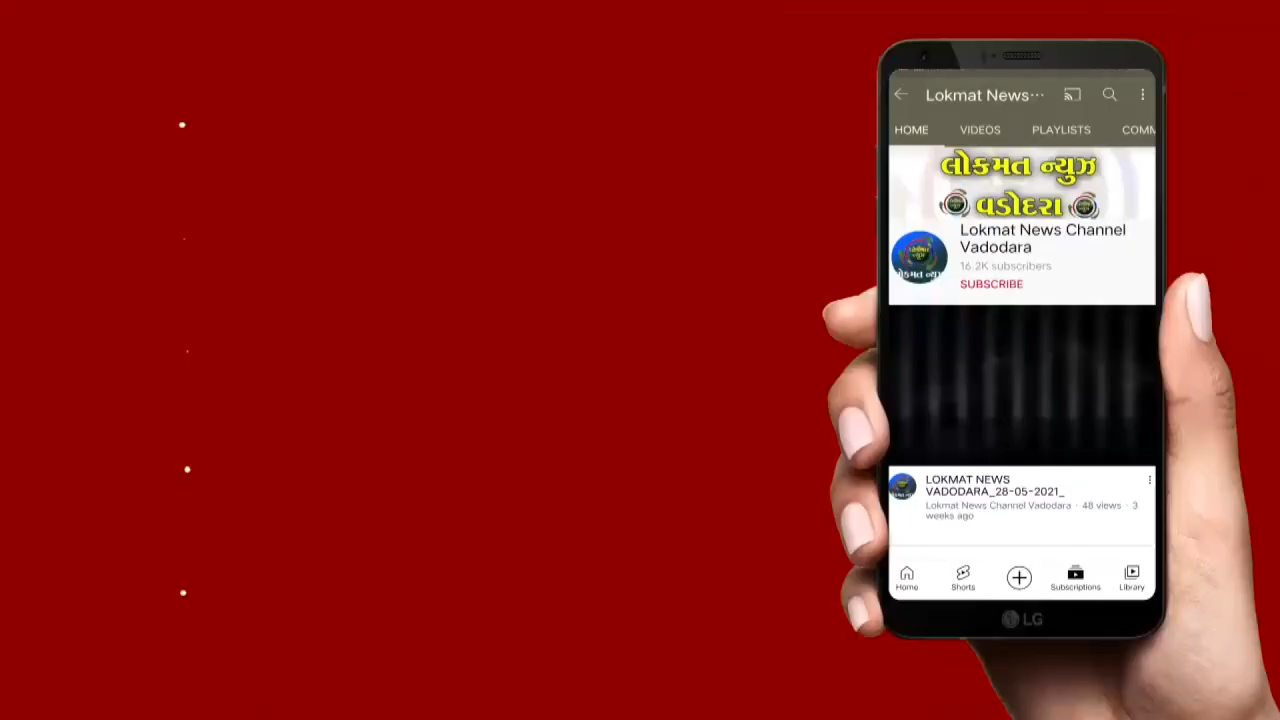 Lokmat News···
HOME VIDEOS PLAYLISTS COMM
લોકમત ન્યુઝ
વડોદરા
Lokmat News Channel
Vadodara
16.2K subscribers
SUBSCRIBE
લોકમત ન્યુઝ
LOKMAT NEWS
VADODARA_28-05-2021_
Lokmat News Channel Vadodara · 48 views · 3
weeks ago
Home Shorts Subscriptions Library
LG